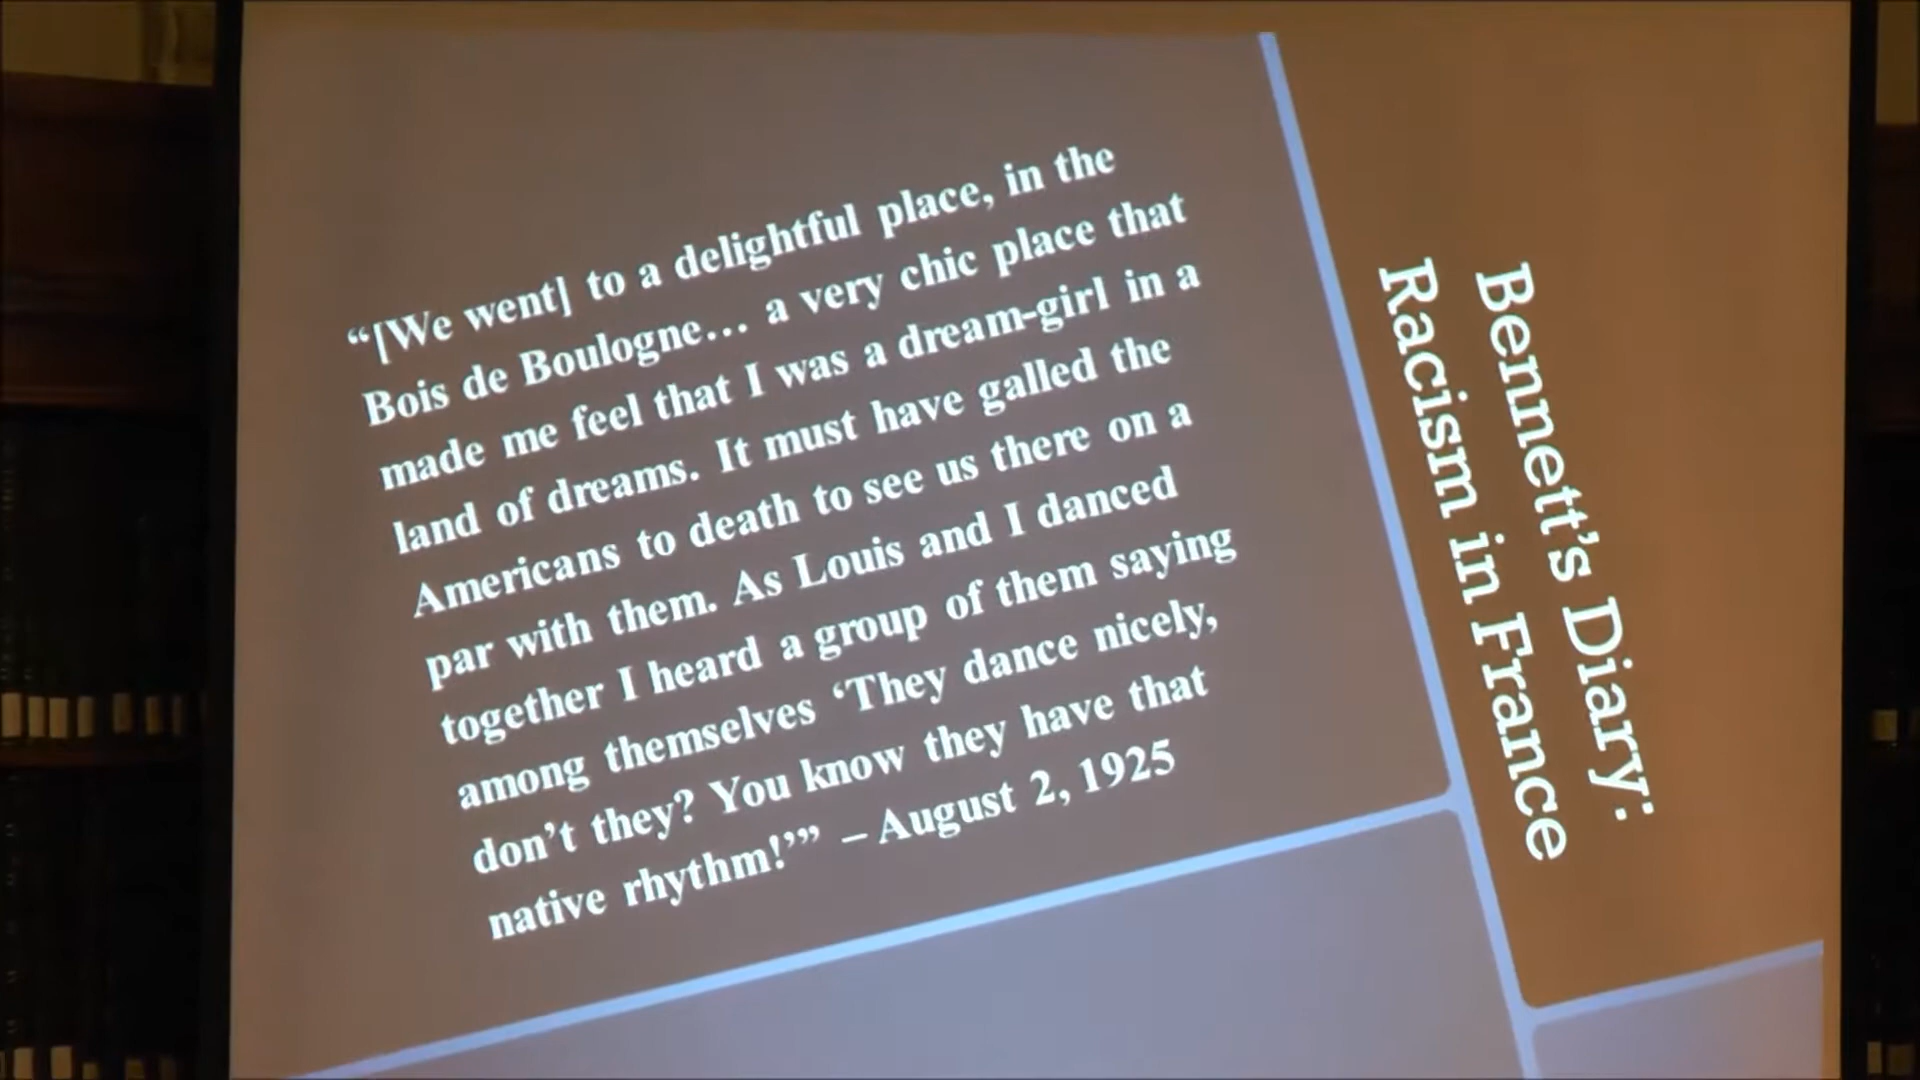 Bennett's Diary:
Racism in France
“[We went] to a delightful place, in the
Bois de Boulogne... a very chic place that
made me feel that I was a dream-girl in a
land of dreams. It must have galled the
Americans to death to see us there on a
par with them. As Louis and I danced
together I heard a group of them saying
among themselves ‘They dance nicely,
don’t they? You know they have that
native rhythm!’” – August 2, 1925